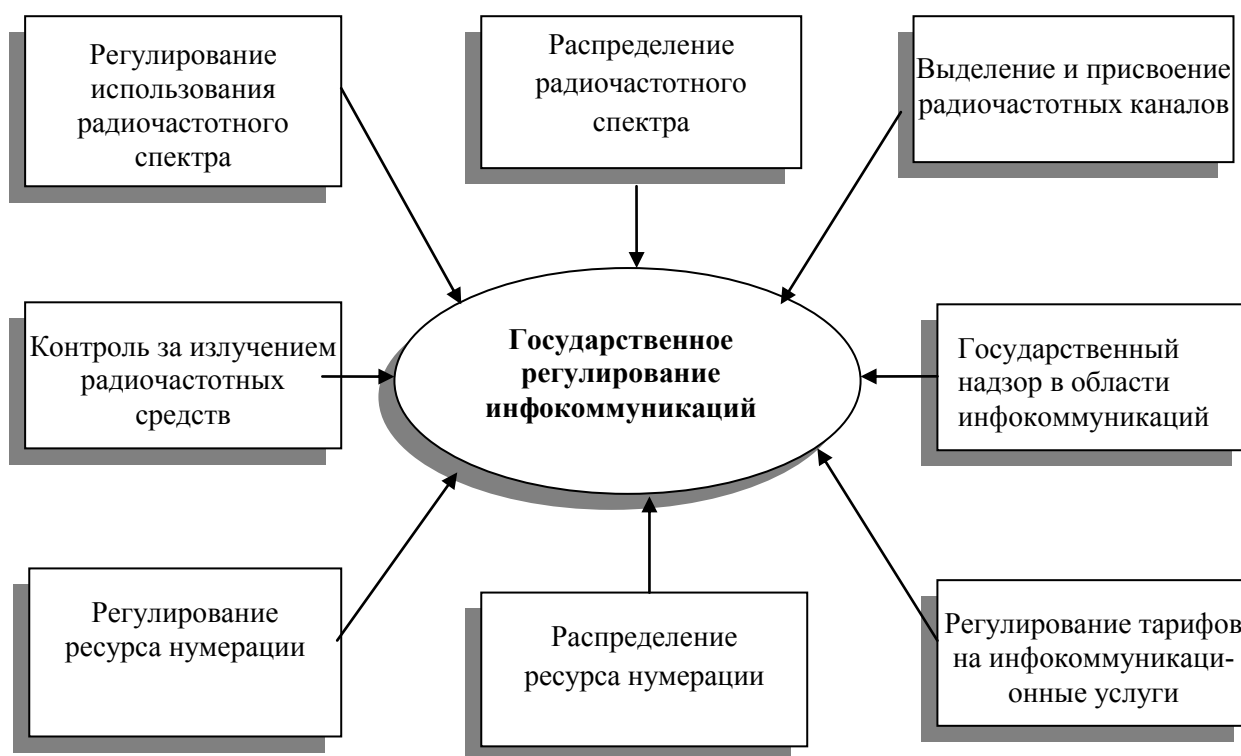 Регулирование
использования
радиочастотного
спектра
Распределение
радиочастотного
спектра
Выделение и присвоение
радиочастотных каналов
Контроль за излучением
радиочастотных
средств
Государственное
регулирование
инфокоммуникаций
Государственный
надзор в области
инфокоммуникаций
Регулирование
ресурса нумерации
Распределение
ресурса нумерации
Регулирование тарифов
на инфокоммуникаци-
онные услуги